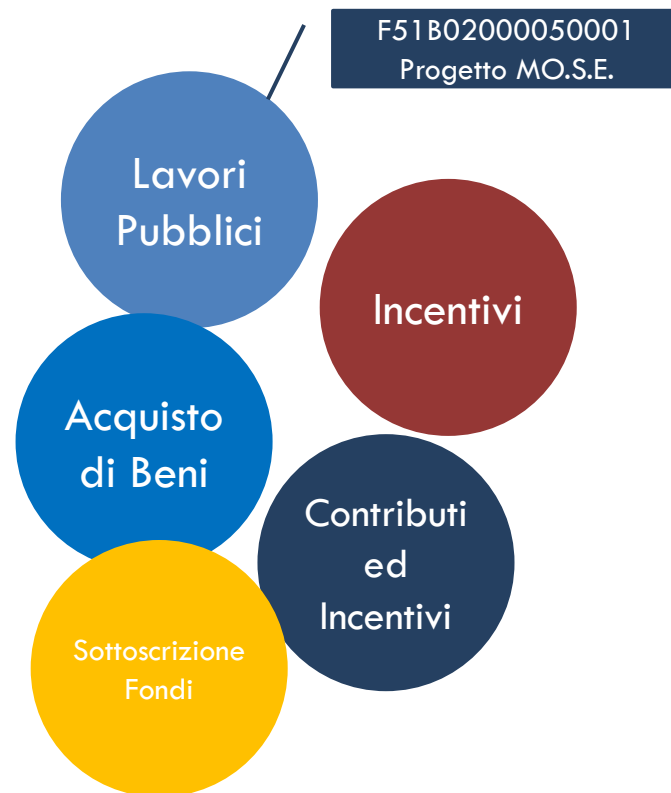 F51B02000050001
Progetto MO.S.E.
Lavori
Pubblici
Incentivi
Acquisto
di Beni
Contributi
ed
Incentivi
Sottoscrizione
Fondi